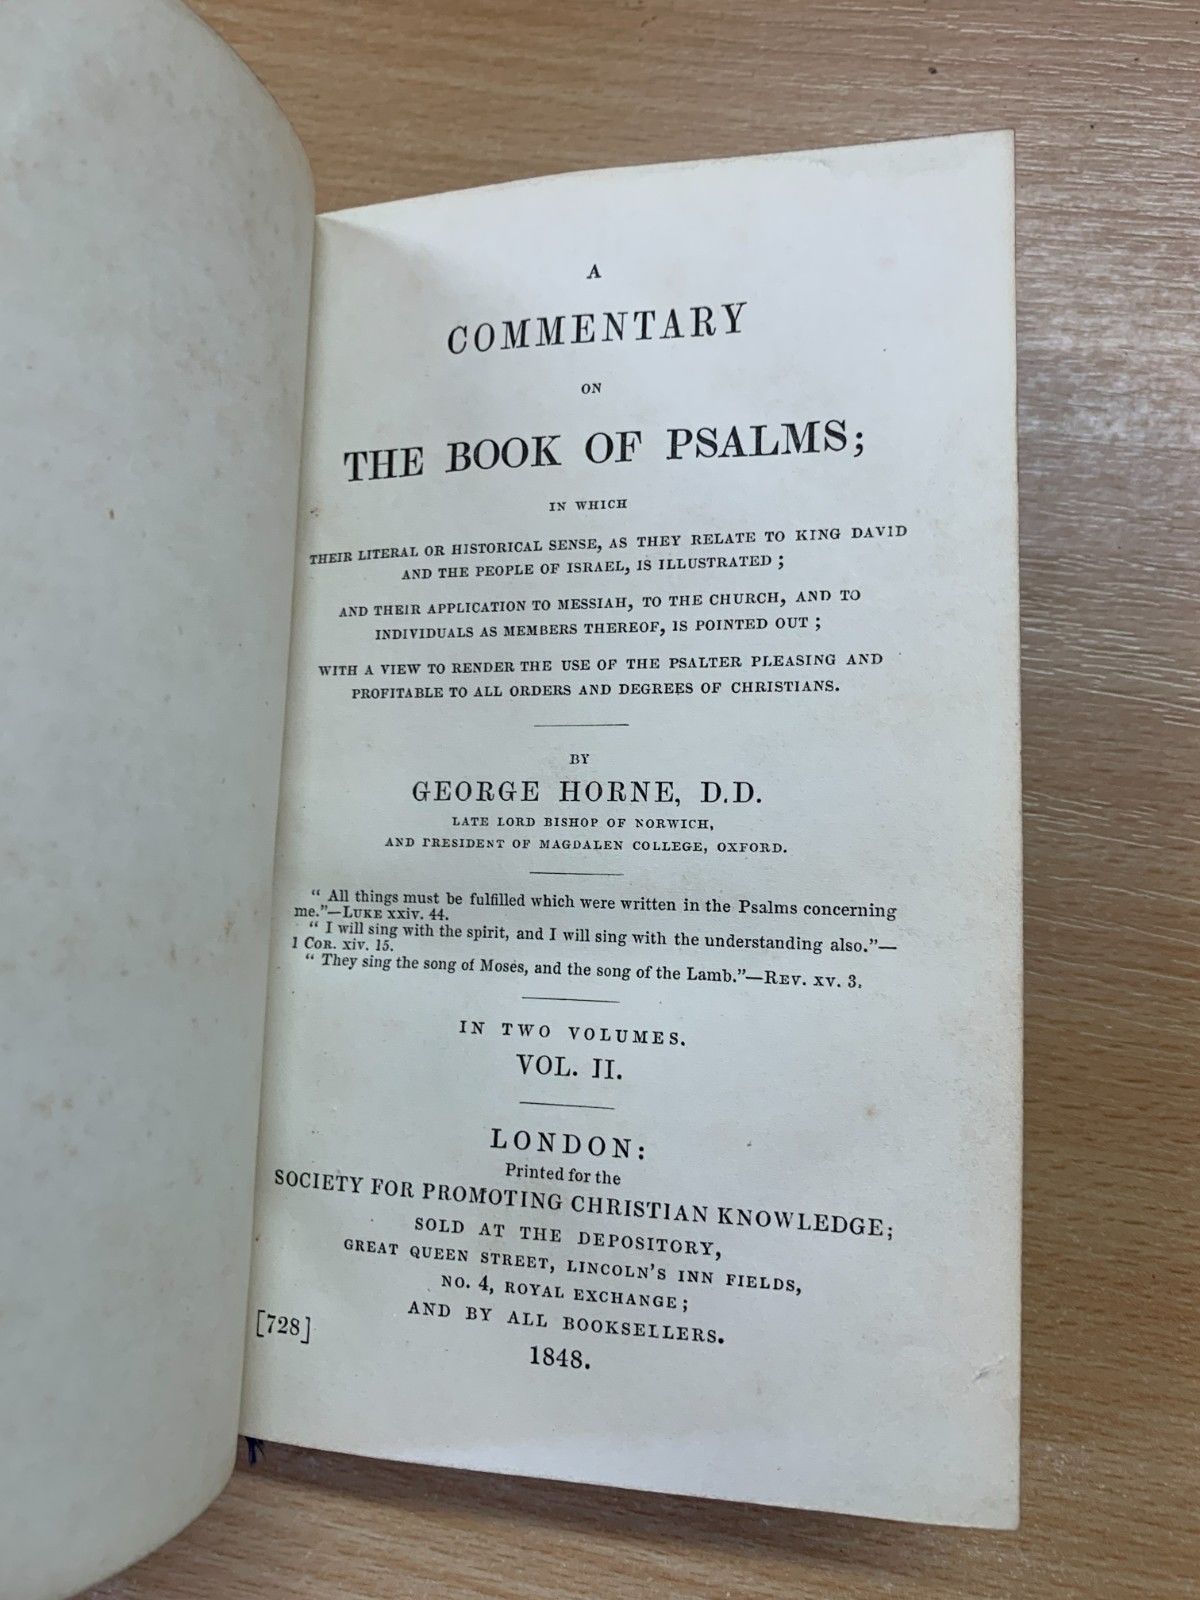 A
COMMENTARY
ON
THE BOOK OF PSALMS;
IN WHICH
THEIR LITERAL OR HISTORICAL SENSE, AS THEY RELATE TO KING DAVID
AND THE PEOPLE OF ISRAEL, IS ILLUSTRATED;
AND THEIR APPLICATION TO MESSIAH, TO THE CHURCH, AND TO
INDIVIDUALS AS MEMBERS THEREOF, IS POINTED OUT;
WITH A VIEW TO RENDER THE USE OF THE PSALTER PLEASING AND
PROFITABLE TO ALL ORDERS AND DEGREES OF CHRISTIANS.
BY
GEORGE HORNE, D.D.
LATE LORD BISHOP OF NORWICH,
AND PRESIDENT OF MAGDALEN COLLEGE, OXFORD.
“ All things must be fulfilled which were written in the Psalms concerning
me.”—LUKE xxiv. 44.
“ I will sing with the spirit, and I will sing with the understanding also.”—
1 COR. xiv. 15.
“ They sing the song of Moses, and the song of the Lamb.”—REV. xv. 3.
IN TWO VOLUMES.
VOL. II.
LONDON:
Printed for the
SOCIETY FOR PROMOTING CHRISTIAN KNOWLEDGE;
SOLD AT THE DEPOSITORY,
GREAT QUEEN STREET, LINCOLN'S INN FIELDS,
NO. 4, ROYAL EXCHANGE;
AND BY ALL BOOKSELLERS.
[728]
1848.